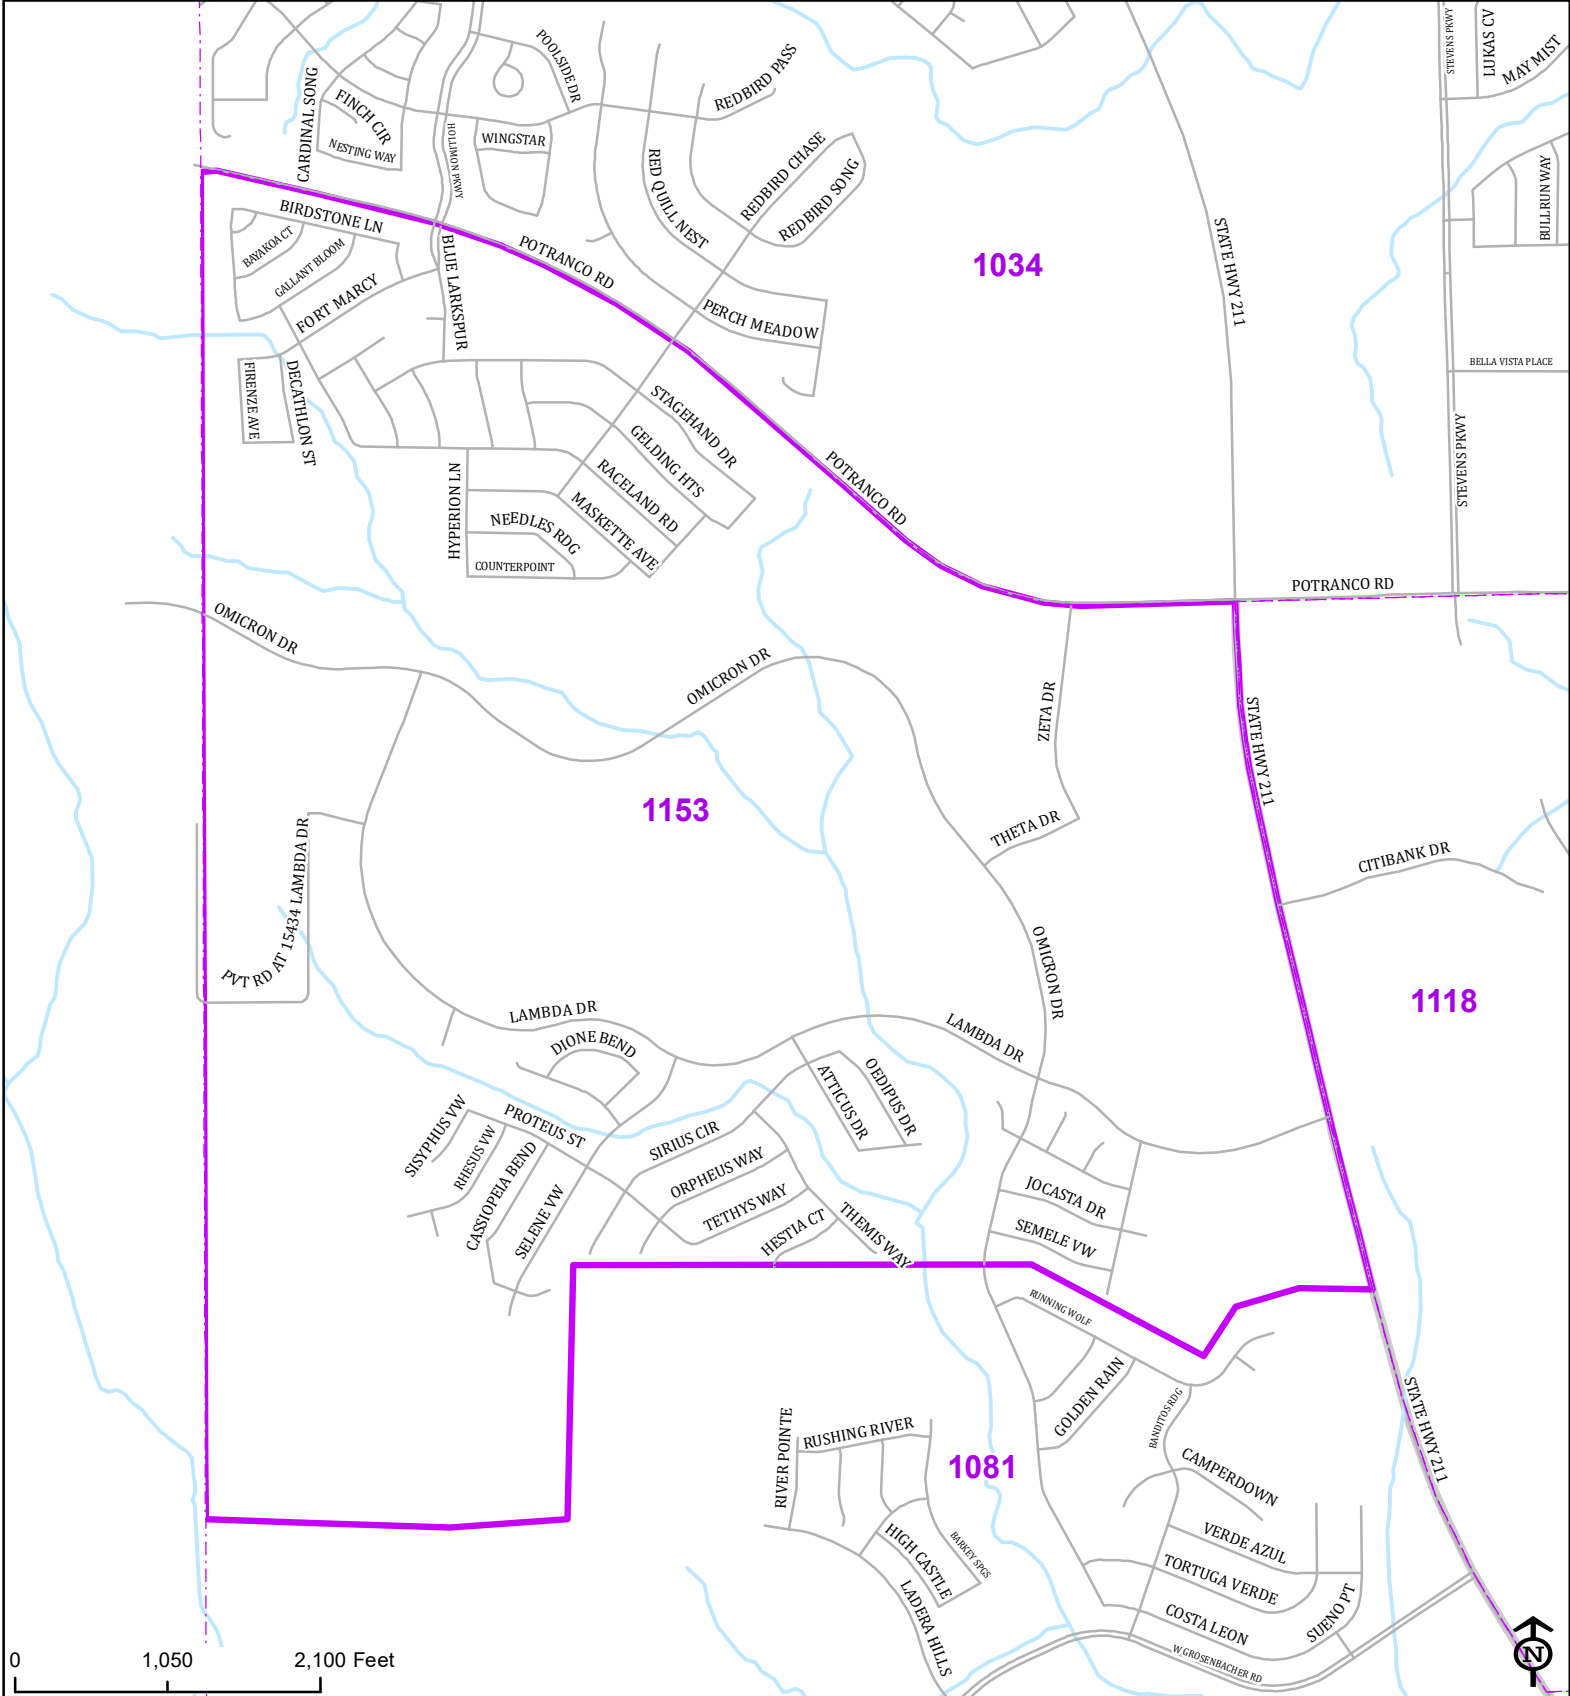 STEVENS PKWY
LUKAS CV
MAY MIST
POOLSIDE DR
REDBIRD PASS
CARDINAL SONG
FINCH CIR
NESTING WAY
HOLLIMON PKWY
WINGSTAR
RED QUILL NEST
REDBIRD CHASE
REDBIRD SONG
BULLRUN WAY
BIRDSTONE LN
BAYAKOA CT
GALLANT BLOOM
FORT MARCY
BLUE LARKSPUR
POTRANCO RD
1034
STATE HWY 211
PERCH MEADOW
BELLA VISTA PLACE
FIRENZE AVE
DECATHLON ST
STAGEHAND DR
GELDING HTS
RACELAND RD
MASKETTE AVE
HYPERION LN
NEEDLES RDG
COUNTERPOINT
POTRANCO RD
STEVENS PKWY
POTRANCO RD
OMICRON DR
OMICRON DR
ZETA DR
STATE HWY 211
1153
THETA DR
CITIBANK DR
PVT RD AT 15434 LAMBDA DR
OMICRON DR
1118
LAMBDA DR
DIONE BEND
LAMBDA DR
ATTICUS DR
OEDIPUS DR
SISYPHUS VW
RHESUS VW
PROTEUS ST
CASSIOPEIA BEND
SELENE VW
SIRIUS CIR
ORPHEUS WAY
TETHYS WAY
HESTIA CT
THEMIS WAY
JOCASTA DR
SEMELE VW
RUNNING WOLF
GOLDEN RAIN
BANDITOS RDG
STATE HWY 211
RIVER POINTE
RUSHING RIVER
1081
CAMPERDOWN
HIGH CASTLE
BARKEY SPGS
VERDE AZUL
TORTUGA VERDE
COSTA LEON
SUENO PT
LADERA HILLS
W GROSENBACHER RD
0 1,050 2,100 Feet
N